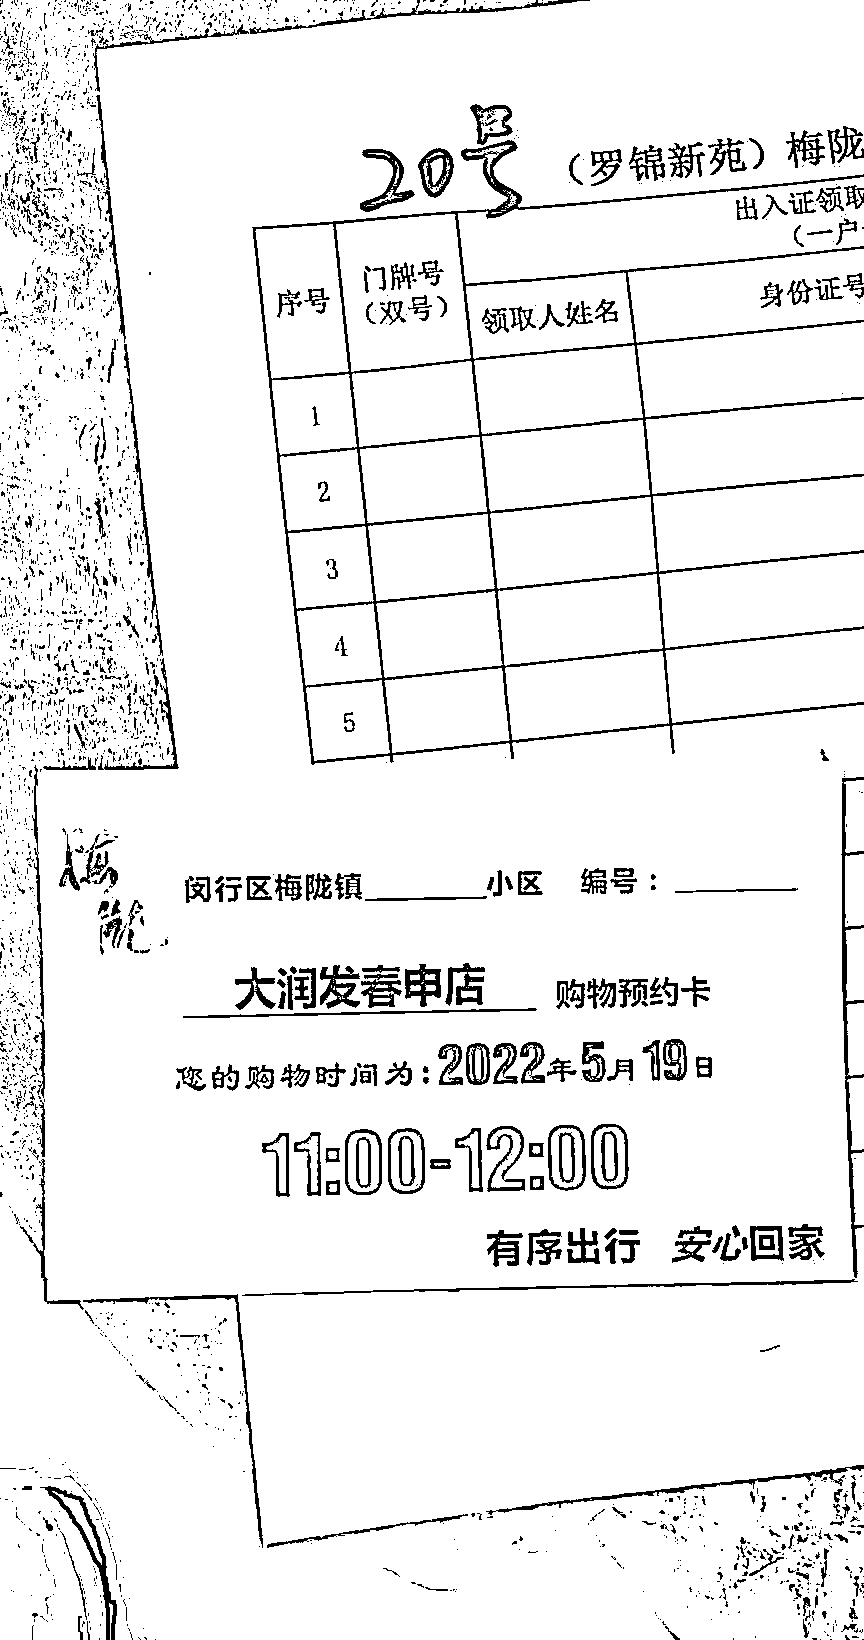 20号 （罗锦新苑）梅陇
出入证领取
（一户
序号 门牌号（双号） 领取人姓名 身份证号
1
2
3
4
5
梅陇
闵行区梅陇镇________小区 编号：________
大润发春申店 购物预约卡
您的购物时间为:2022年5月19日
11:00-12:00
有序出行 安心回家